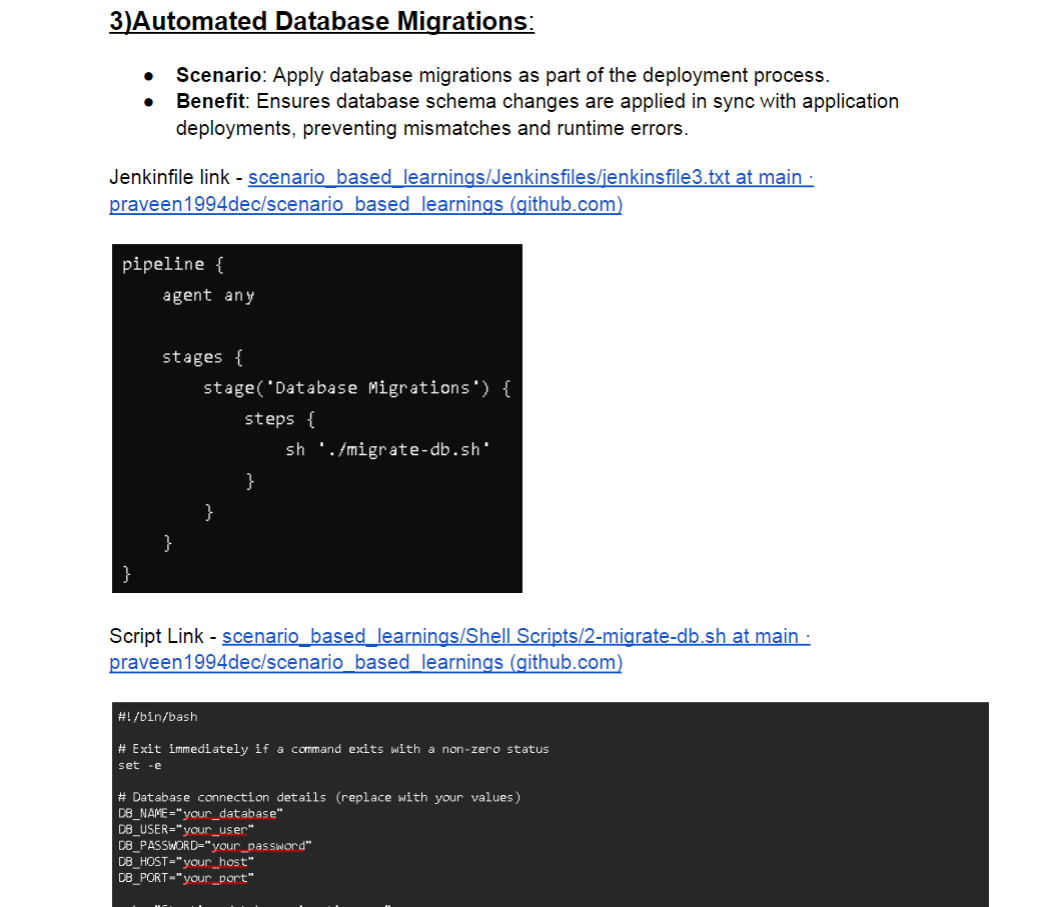 3)Automated Database Migrations:
● Scenario: Apply database migrations as part of the deployment process.
● Benefit: Ensures database schema changes are applied in sync with application
deployments, preventing mismatches and runtime errors.
Jenkinfile link - scenario_based_learnings/Jenkinsfiles/jenkinsfile3.txt at main ·
praveen1994dec/scenario_based_learnings (github.com)
pipeline {
agent any
stages {
stage('Database Migrations') {
steps {
sh './migrate-db.sh'
}
}
}
}
Script Link - scenario_based_learnings/Shell Scripts/2-migrate-db.sh at main ·
praveen1994dec/scenario_based_learnings (github.com)
#!/bin/bash
# Exit immediately if a command exits with a non-zero status
set -e
# Database connection details (replace with your values)
DB_NAME="your_database"
DB_USER="your_user"
DB_PASSWORD="your_password"
DB_HOST="your_host"
DB_PORT="your_port"